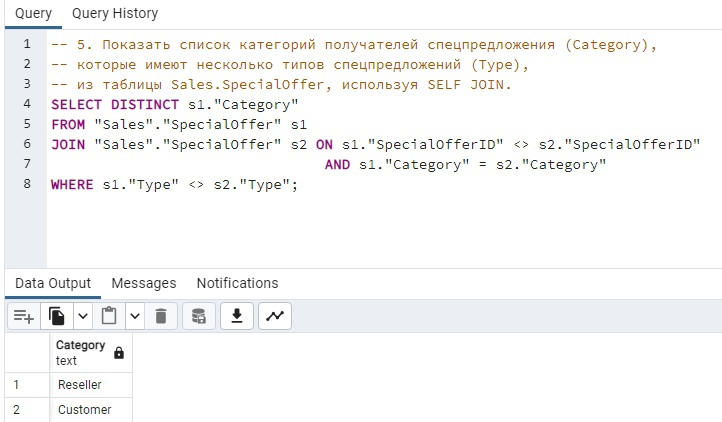 Query Query History
1 -- 5. Показать список категорий получателей спецпредложения (Category),
2 -- которые имеют несколько типов спецпредложений (Type),
3 -- из таблицы Sales.SpecialOffer, используя SELF JOIN.
4 SELECT DISTINCT s1."Category"
5 FROM "Sales"."SpecialOffer" s1
6 JOIN "Sales"."SpecialOffer" s2 ON s1."SpecialOfferID" <> s2."SpecialOfferID"
7 AND s1."Category" = s2."Category"
8 WHERE s1."Type" <> s2."Type";
Data Output Messages Notifications
Category
text
1 Reseller
2 Customer